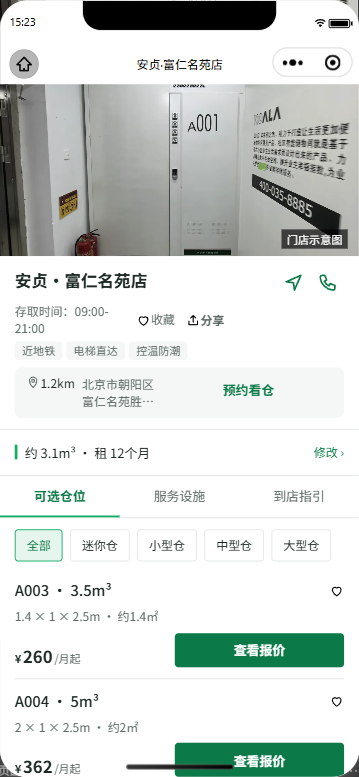 15:23
安贞·富仁名苑店
A001
ALA
400-035-8885
门店示意图
安贞·富仁名苑店
存取时间：09:00-
21:00
收藏
分享
近地铁
电梯直达
控温防潮
1.2km
北京市朝阳区
富仁名苑胜…
预约看仓
约 3.1m³ · 租 12个月
修改 ›
可选仓位
服务设施
到店指引
全部
迷你仓
小型仓
中型仓
大型仓
A003 · 3.5m³
1.4 × 1 × 2.5m · 约1.4㎡
¥260/月起
查看报价
A004 · 5m³
2 × 1 × 2.5m · 约2㎡
¥362/月起
查看报价